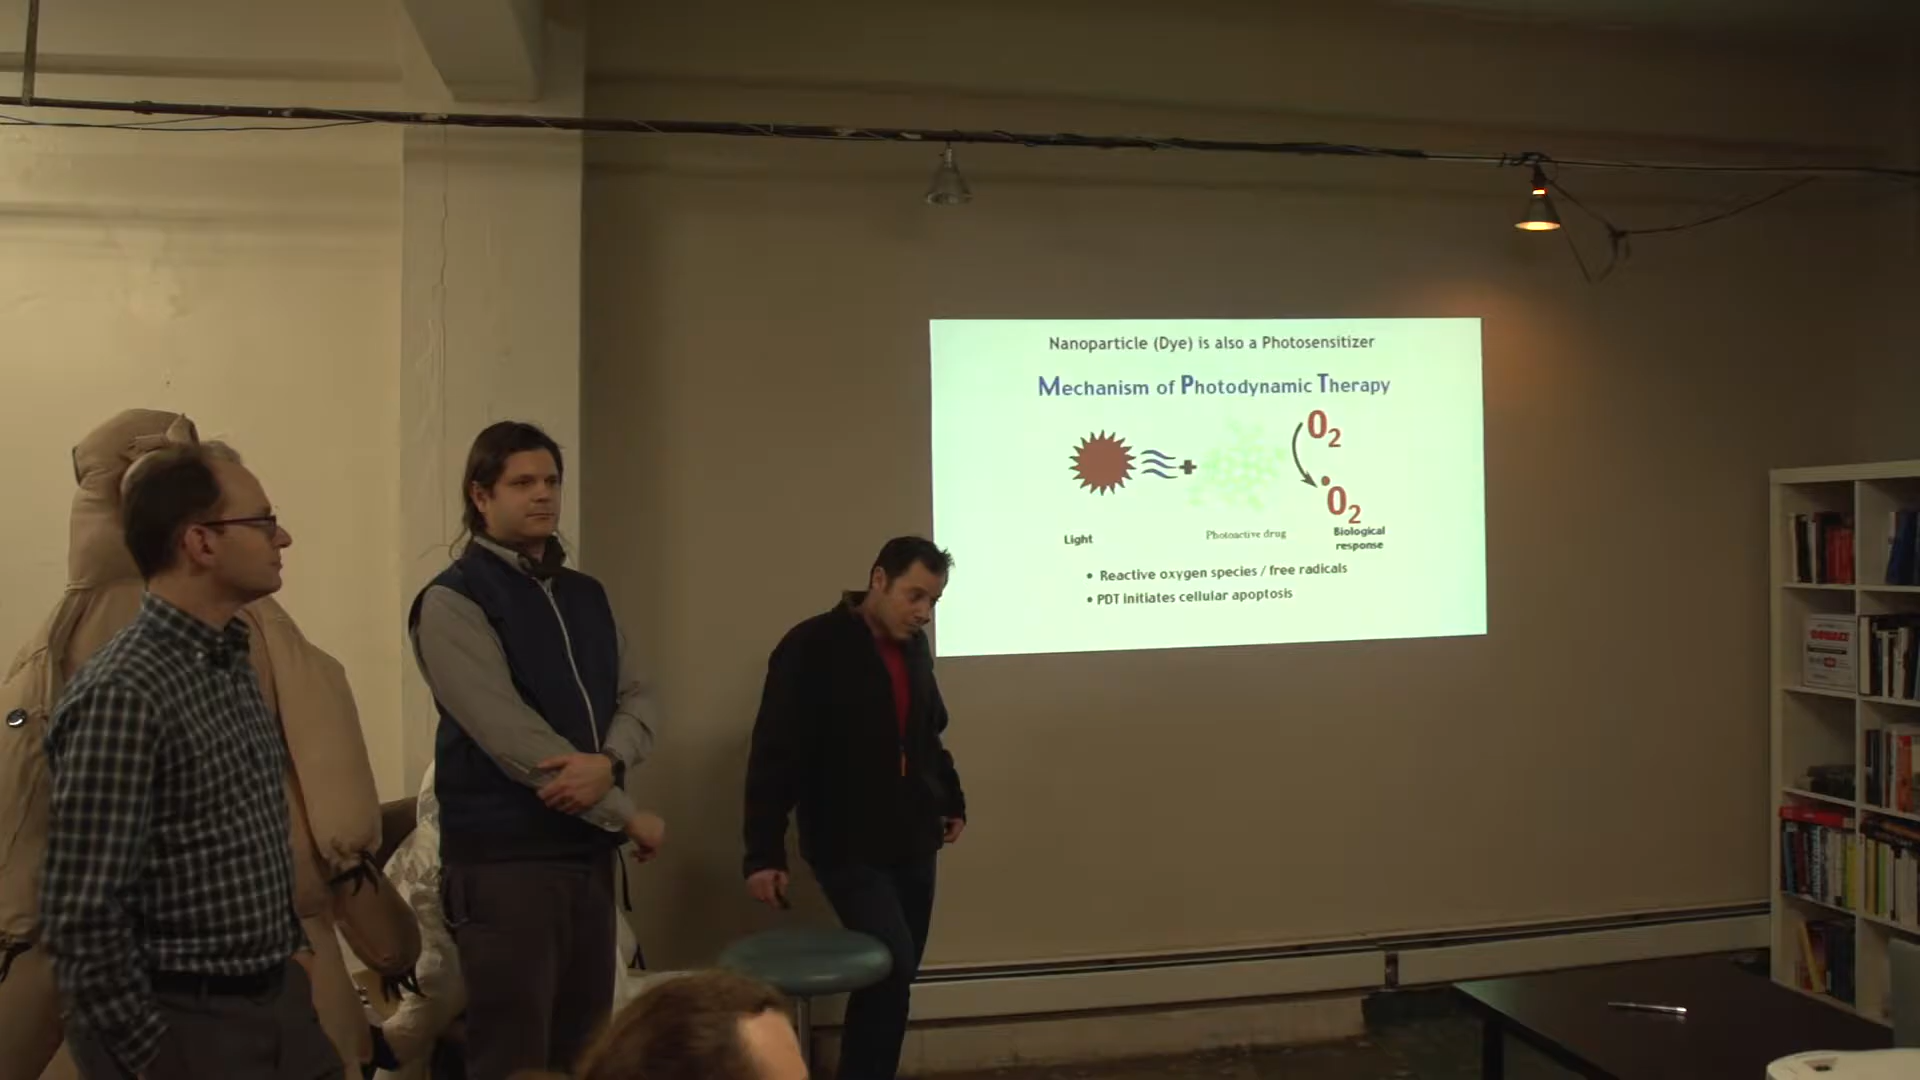 Nanoparticle (Dye) is also a Photosensitizer
Mechanism of Photodynamic Therapy
O2
+
•O2
Light
Photoactive drug
Biological
response
• Reactive oxygen species / free radicals
• PDT initiates cellular apoptosis